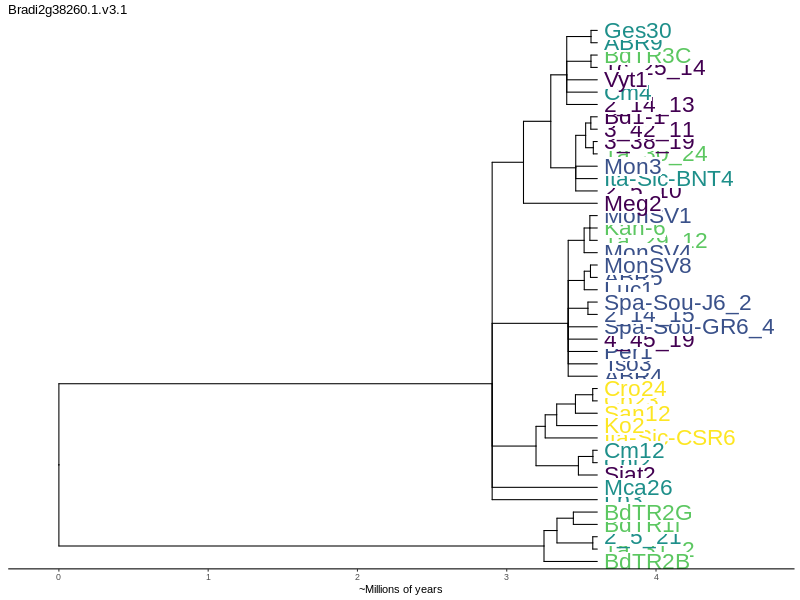 Bradi2g38260.1.v3.1
Ges30
ABR9
BdTR3C
Vyt1
Cm4
2_14_13
Bd1-1
3_42_11
3_38_19
Mon3
Ita-Sic-BNT4
Meg2
MonSV1
Kah-6
MonSV4
MonSV8
ABR5
Luc1
Spa-Sou-J6_2
2_14_15
Spa-Sou-GR6_4
4_45_19
Per1
Tso3
ABR4
Cro24
San12
Ko2
Ita-Sic-CSR6
Cm12
Siat2
Mca26
BdTR2G
2_5_21
BdTR2B
0 1 2 3 4
~Millions of years